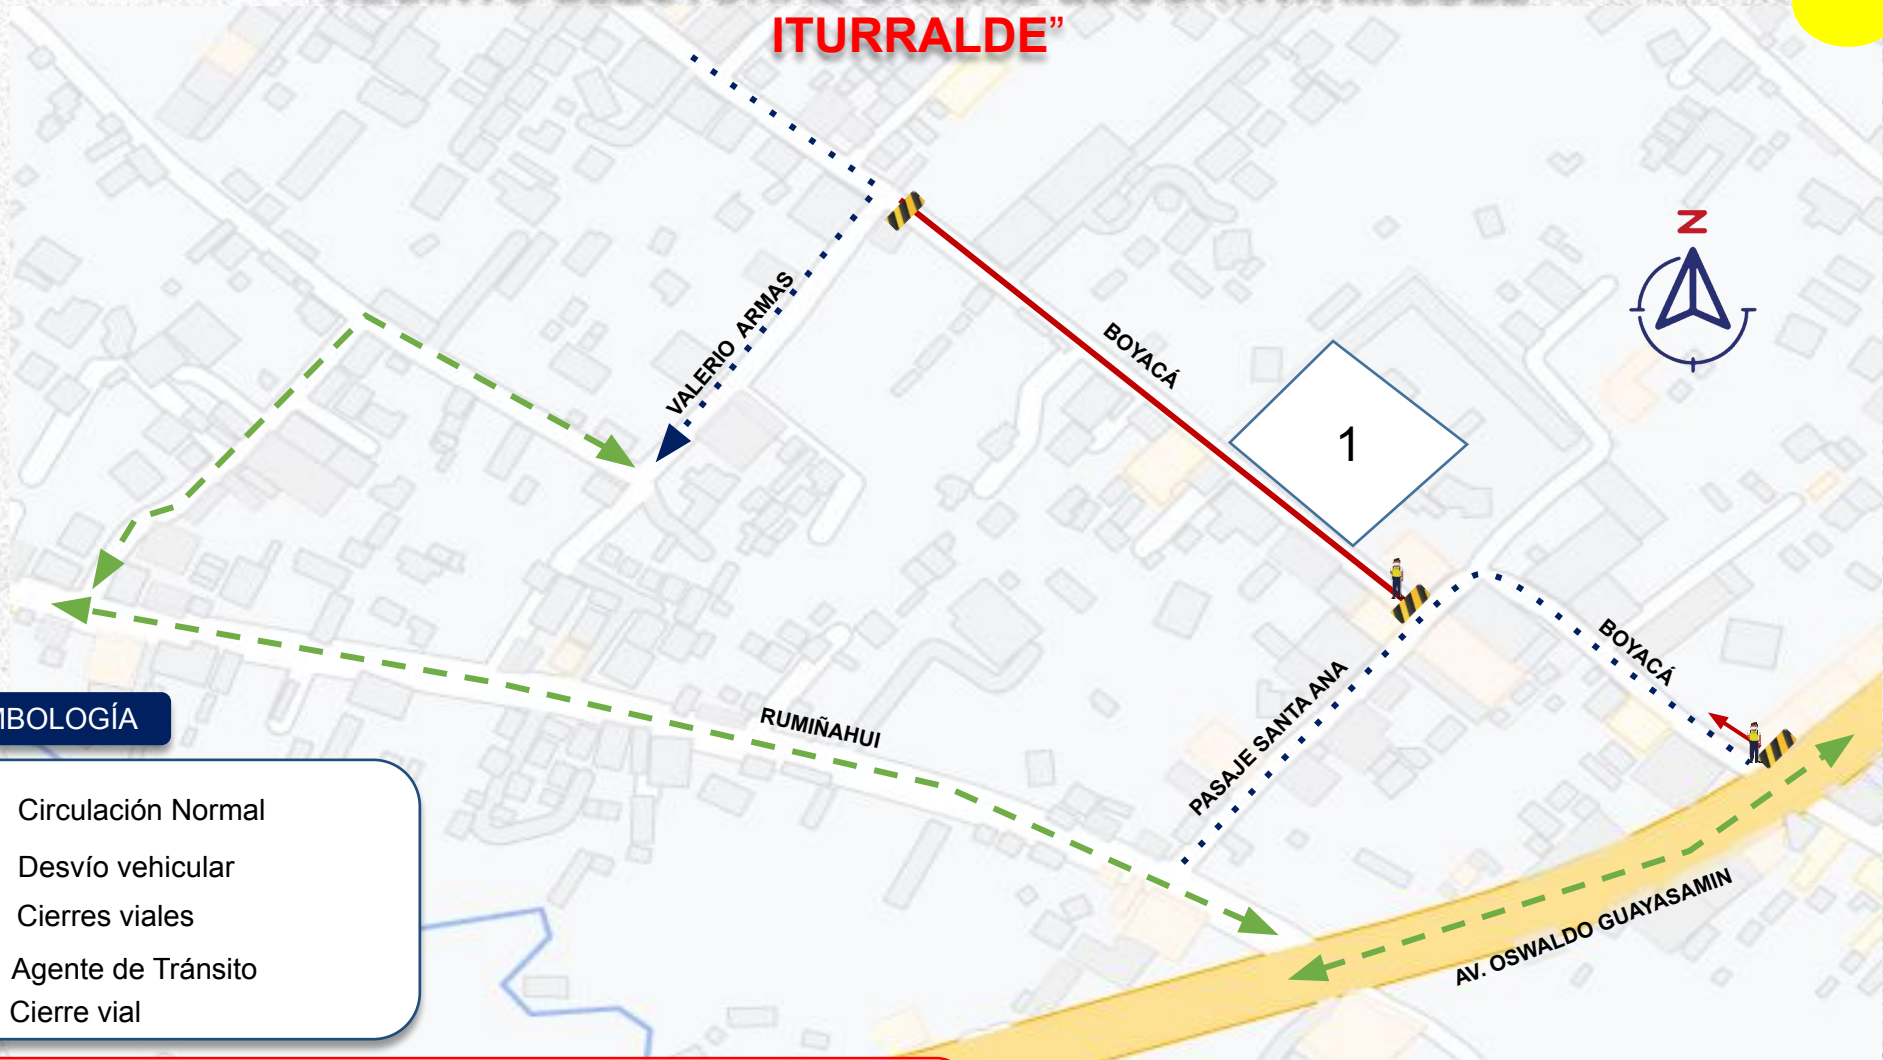 ITURRALDE”
N
VALERIO ARMAS
BOYACÁ
1
BOYACÁ
PASAJE SANTA ANA
RUMIÑAHUI
AV. OSWALDO GUAYASAMIN
MBOLOGÍA
Circulación Normal
Desvío vehicular
Cierres viales
Agente de Tránsito
Cierre vial